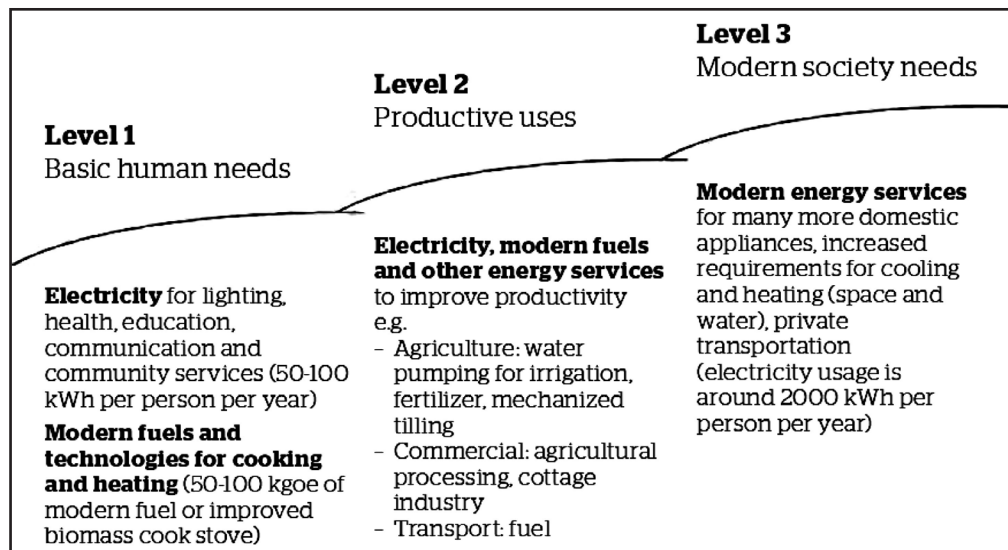 Level 1
Basic human needs
Electricity for lighting,
health, education,
communication and
community services (50-100
kWh per person per year)
Modern fuels and
technologies for cooking
and heating (50-100 kgoe of
modern fuel or improved
biomass cook stove)
Level 2
Productive uses
Electricity, modern fuels
and other energy services
to improve productivity
e.g.
– Agriculture: water
pumping for irrigation,
fertilizer, mechanized
tilling
– Commercial: agricultural
processing, cottage
industry
– Transport: fuel
Level 3
Modern society needs
Modern energy services
for many more domestic
appliances, increased
requirements for cooling
and heating (space and
water), private
transportation
(electricity usage is
around 2000 kWh per
person per year)